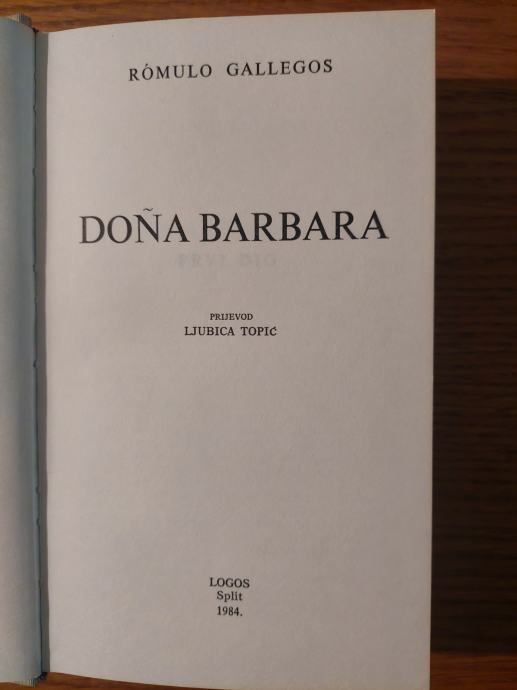 RÓMULO GALLEGOS
DOÑA BARBARA
PRVI DIO
PRIJEVOD
LJUBICA TOPIĆ
LOGOS
Split
1984.